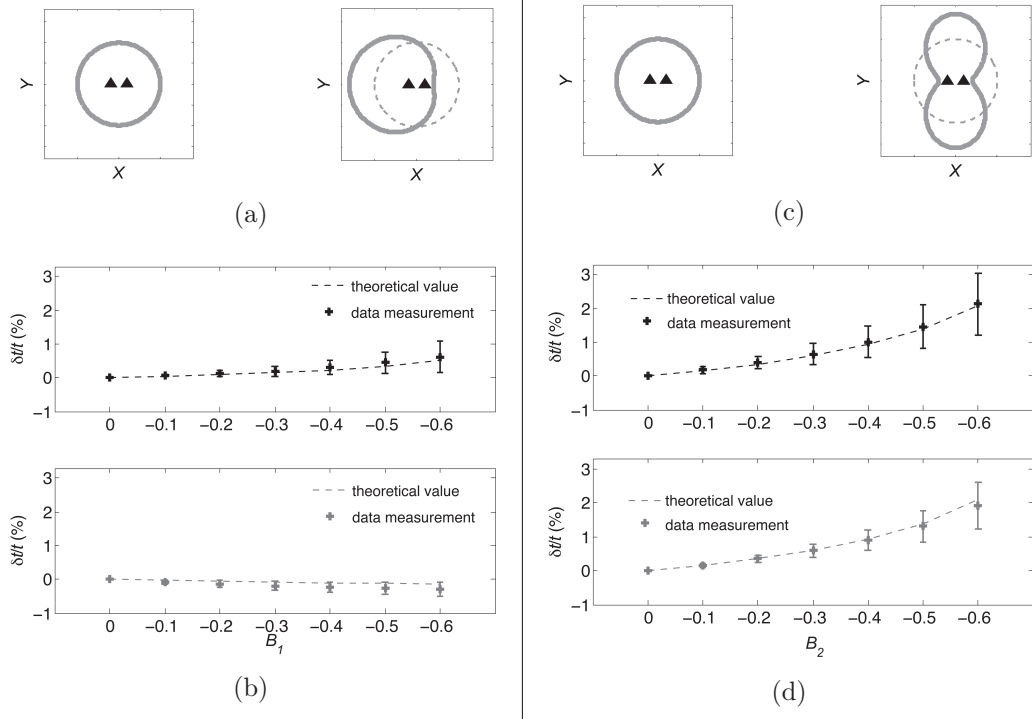 Y
X
Y
X
(a)
Y
X
Y
X
(c)
δt/t (%)
3
2
1
0
−1
theoretical value
data measurement
0 −0.1 −0.2 −0.3 −0.4 −0.5 −0.6
δt/t (%)
3
2
1
0
−1
theoretical value
data measurement
0 −0.1 −0.2 −0.3 −0.4 −0.5 −0.6
B1
(b)
δt/t (%)
3
2
1
0
−1
theoretical value
data measurement
0 −0.1 −0.2 −0.3 −0.4 −0.5 −0.6
δt/t (%)
3
2
1
0
−1
theoretical value
data measurement
0 −0.1 −0.2 −0.3 −0.4 −0.5 −0.6
B2
(d)